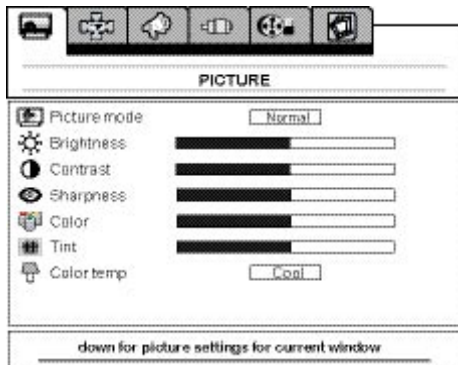 PICTURE
Picture mode Normal
Brightness
Contrast
Sharpness
Color
Tint
Color temp Cool
down for picture settings for current window